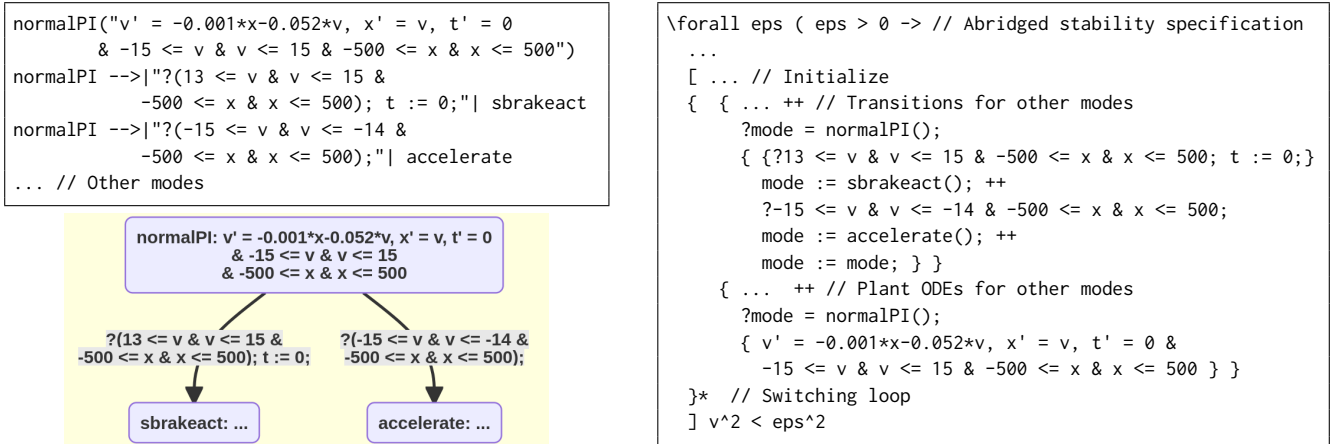 normalPI("v' = -0.001*x-0.052*v, x' = v, t' = 0
& -15 <= v & v <= 15 & -500 <= x & x <= 500")
normalPI -->|"?(13 <= v & v <= 15 &
-500 <= x & x <= 500); t := 0;"| sbrakeact
normalPI -->|"?(-15 <= v & v <= -14 &
-500 <= x & x <= 500);"| accelerate
... // Other modes
normalPI: v' = -0.001*x-0.052*v, x' = v, t' = 0
& -15 <= v & v <= 15
& -500 <= x & x <= 500
?(13 <= v & v <= 15 &
-500 <= x & x <= 500); t := 0;
?(-15 <= v & v <= -14 &
-500 <= x & x <= 500);
sbrakeact: ...
accelerate: ...
\forall eps ( eps > 0 -> // Abridged stability specification
...
[ ... // Initialize
{ { ... ++ // Transitions for other modes
?mode = normalPI();
{ {?13 <= v & v <= 15 & -500 <= x & x <= 500; t := 0;}
mode := sbrakeact(); ++
?-15 <= v & v <= -14 & -500 <= x & x <= 500;
mode := accelerate(); ++
mode := mode; } }
{ ... ++ // Plant ODEs for other modes
?mode = normalPI();
{ v' = -0.001*x-0.052*v, x' = v, t' = 0 &
-15 <= v & v <= 15 & -500 <= x & x <= 500 } }
}* // Switching loop
] v^2 < eps^2